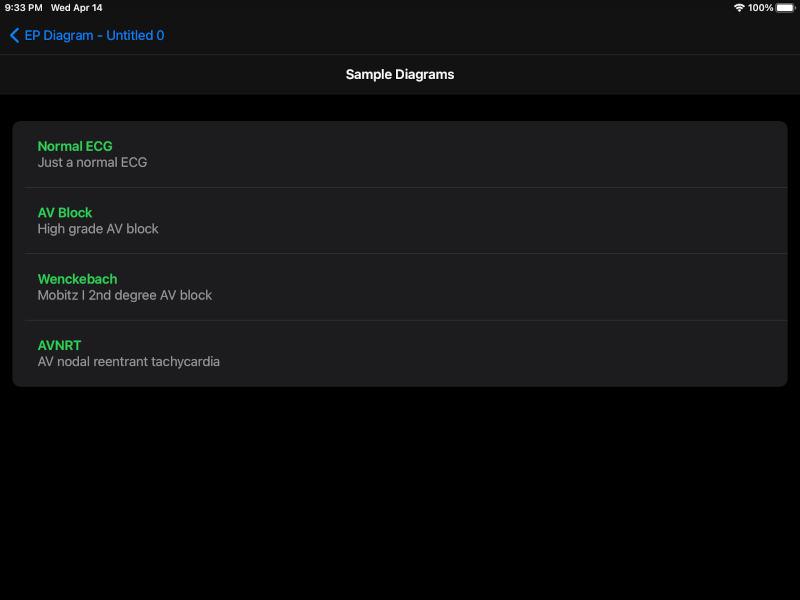 9:33 PM Wed Apr 14 100%
EP Diagram - Untitled 0
Sample Diagrams
Normal ECG
Just a normal ECG
AV Block
High grade AV block
Wenckebach
Mobitz I 2nd degree AV block
AVNRT
AV nodal reentrant tachycardia